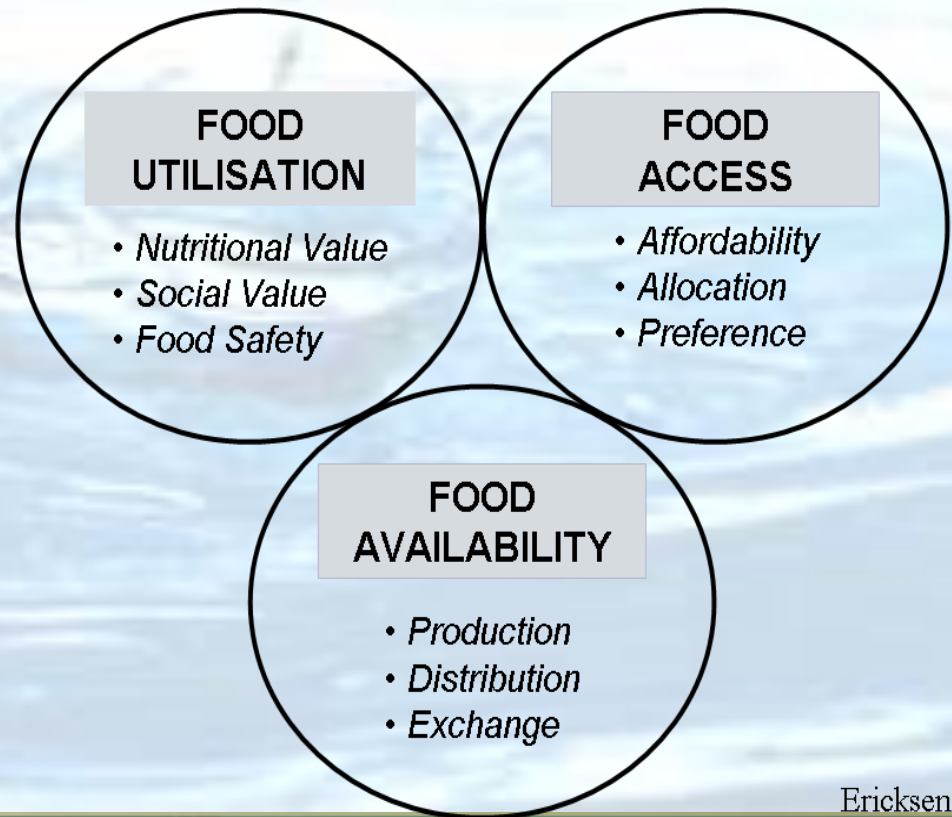 FOOD
UTILISATION
• Nutritional Value
• Social Value
• Food Safety
FOOD
ACCESS
• Affordability
• Allocation
• Preference
FOOD
AVAILABILITY
• Production
• Distribution
• Exchange
Ericksen